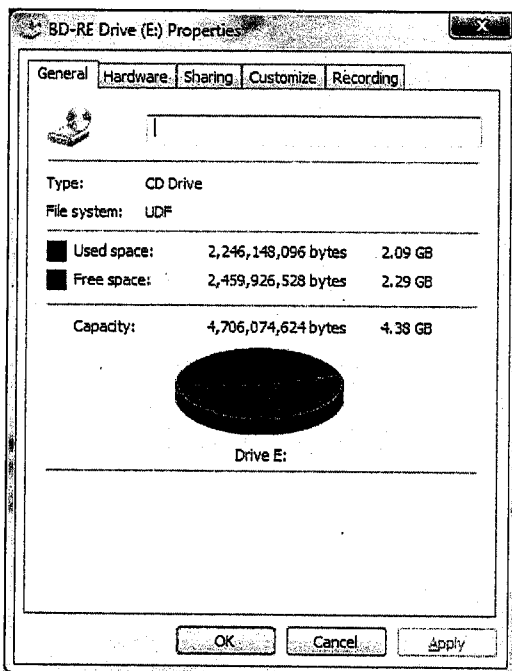 BD-RE Drive (E:) Properties
General Hardware Sharing Customize Recording
Type: CD Drive
File system: UDF
Used space: 2,246,148,096 bytes 2.09 GB
Free space: 2,459,926,528 bytes 2.29 GB
Capacity: 4,706,074,624 bytes 4.38 GB
Drive E:
OK Cancel Apply